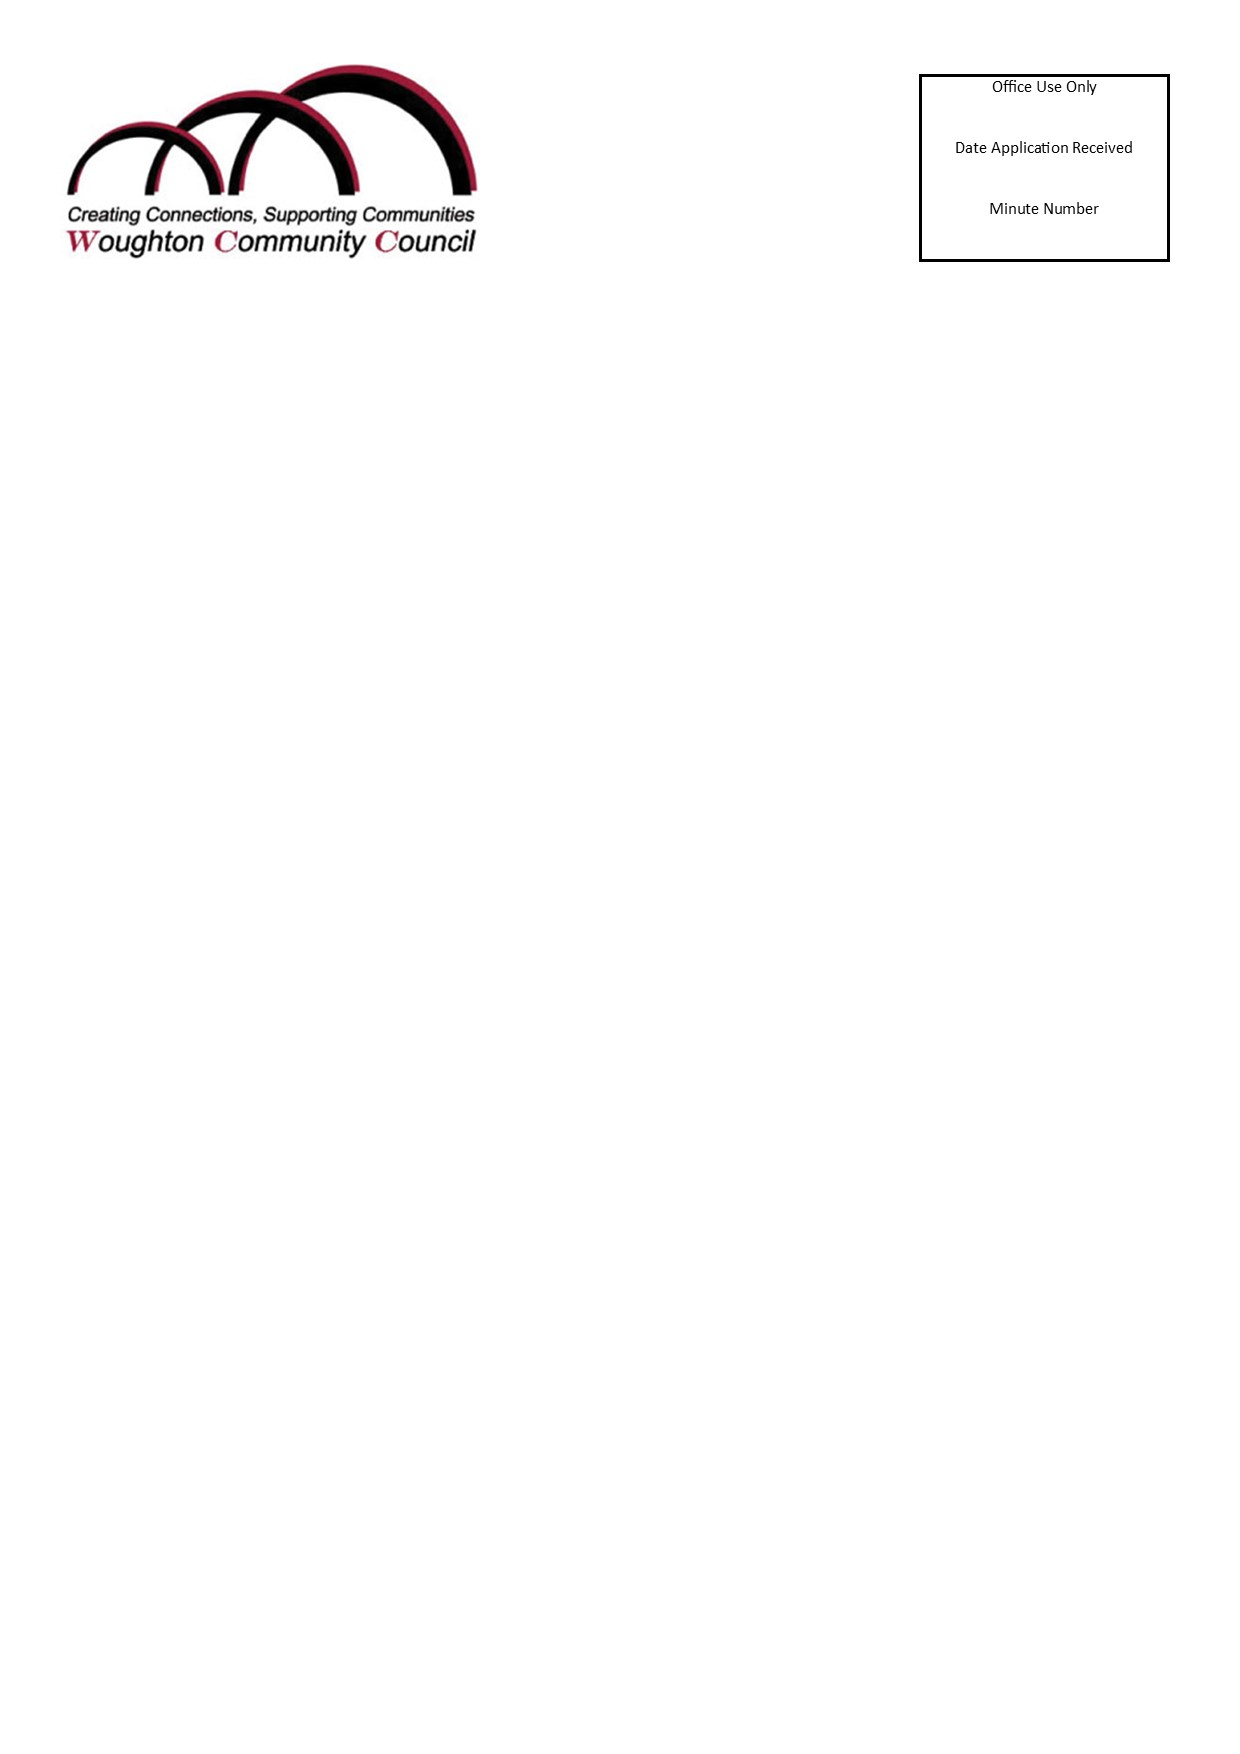 Creating Connections, Supporting Communities
Woughton Community Council
Office Use Only
Date Application Received
Minute Number